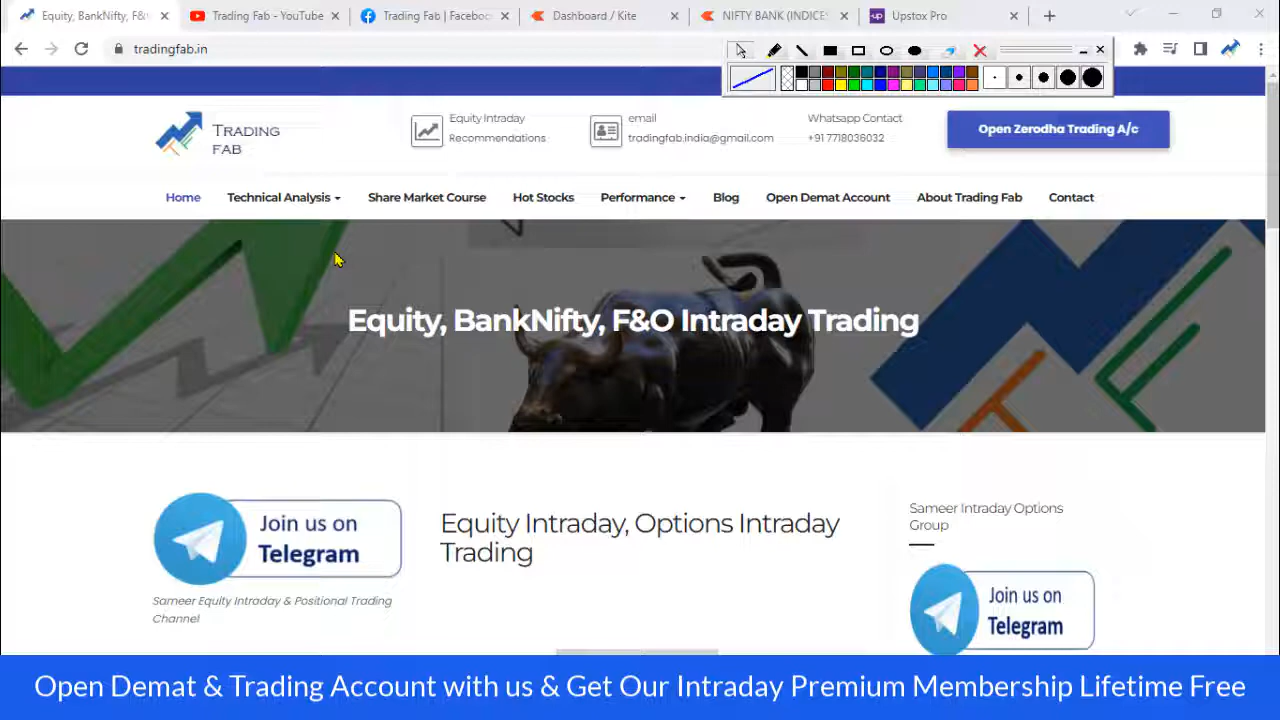 Equity, BankNifty, F&
Trading Fab - YouTube
Trading Fab | Faceboo
Dashboard / Kite
NIFTY BANK (INDICES
Upstox Pro
tradingfab.in
TRADING
FAB
Equity Intraday
Recommendations
email
tradingfab.india@gmail.com
Whatsapp Contact
+91 7718036032
Open Zerodha Trading A/c
Home
Technical Analysis
Share Market Course
Hot Stocks
Performance
Blog
Open Demat Account
About Trading Fab
Contact
Equity, BankNifty, F&O Intraday Trading
Join us on
Telegram
Sameer Equity Intraday & Positional Trading
Channel
Equity Intraday, Options Intraday
Trading
Sameer Intraday Options
Group
Join us on
Telegram
Open Demat & Trading Account with us & Get Our Intraday Premium Membership Lifetime Free